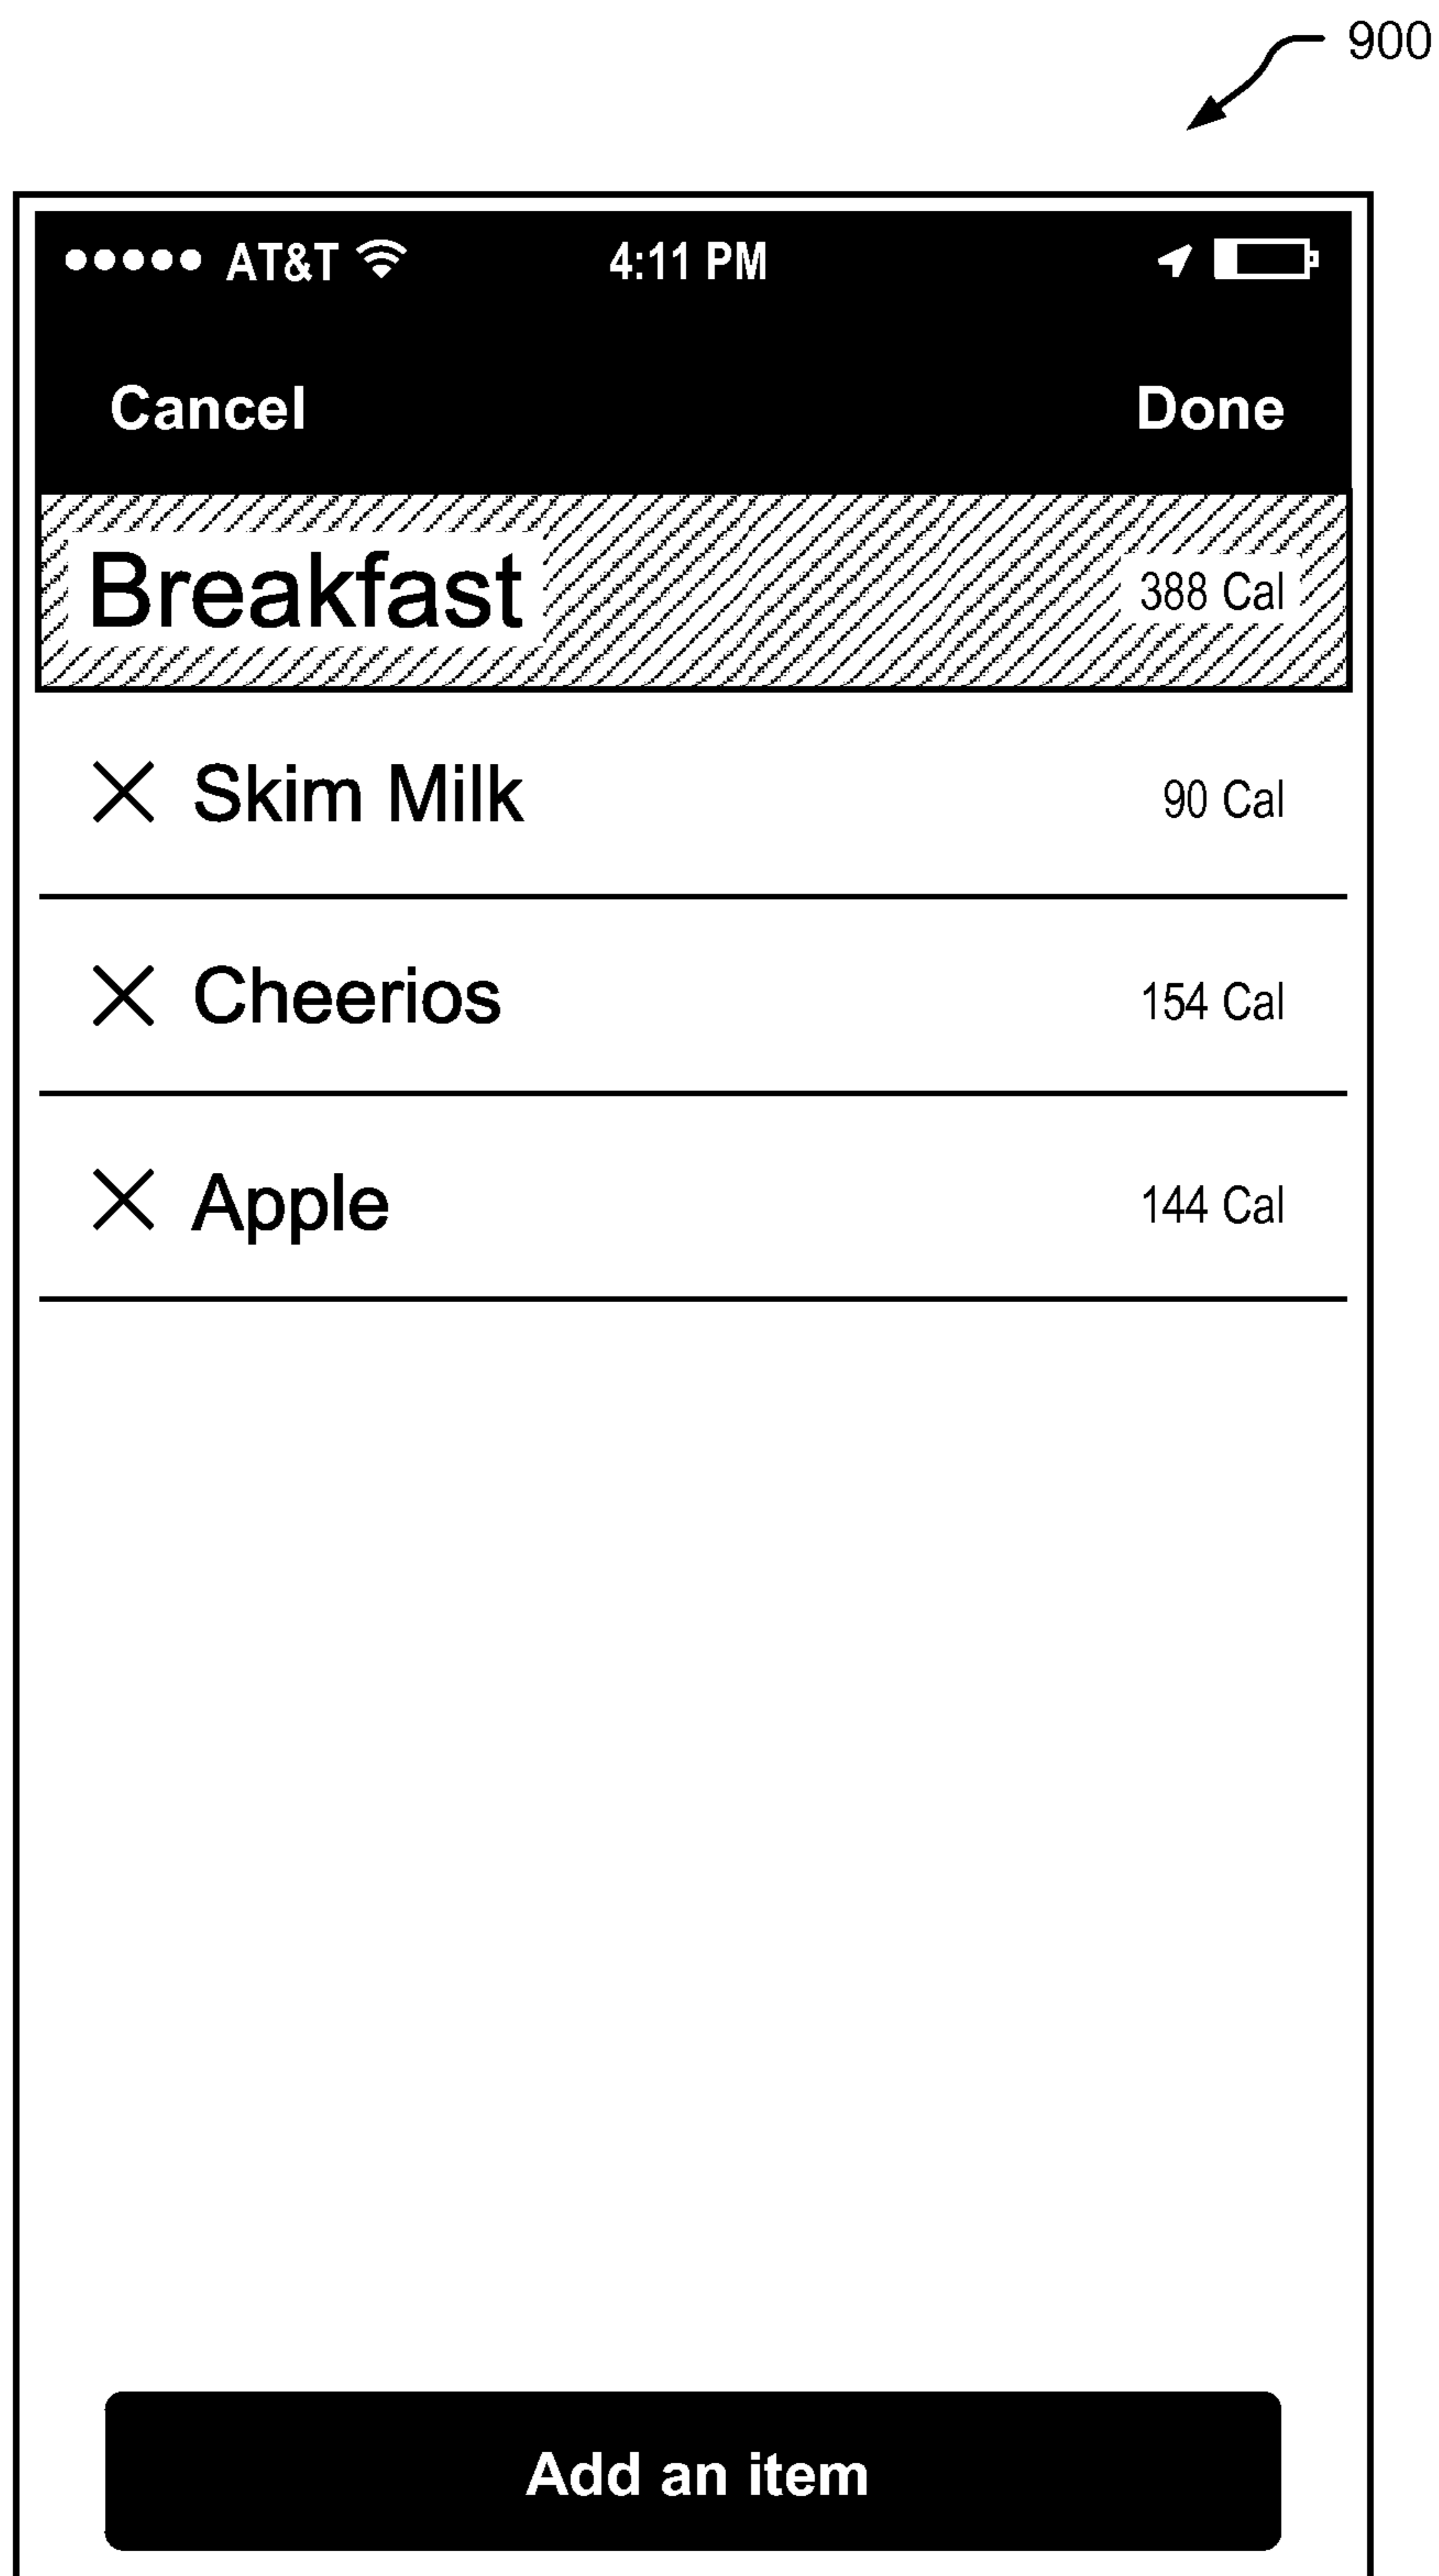 900
AT&T 4:11 PM
Cancel Done
Breakfast 388 Cal
Skim Milk 90 Cal
Cheerios 154 Cal
Apple 144 Cal
Add an item